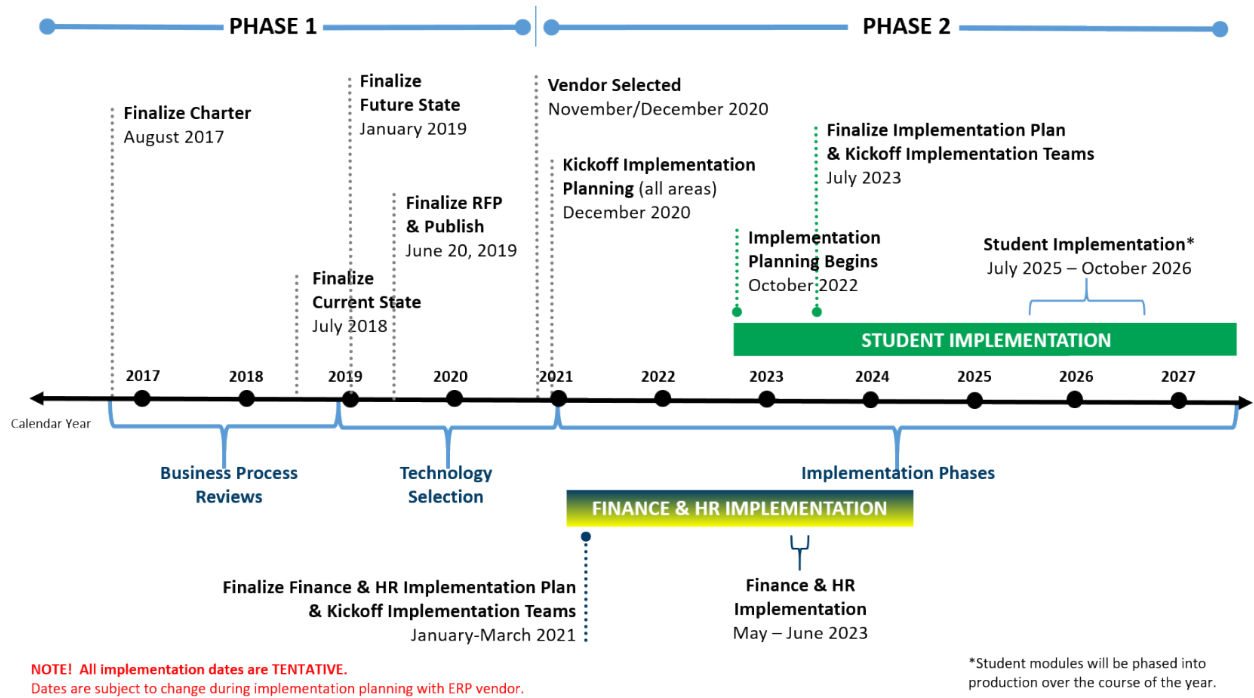 PHASE 1
PHASE 2
Finalize Charter
August 2017
Finalize
Future State
January 2019
Finalize RFP
& Publish
June 20, 2019
Finalize
Current State
July 2018
Vendor Selected
November/December 2020
Kickoff Implementation
Planning (all areas)
December 2020
Finalize Implementation Plan
& Kickoff Implementation Teams
July 2023
Implementation
Planning Begins
October 2022
Student Implementation*
July 2025 – October 2026
STUDENT IMPLEMENTATION
2017
2018
2019
2020
2021
2022
2023
2024
2025
2026
2027
Calendar Year
Business Process
Reviews
Technology
Selection
Implementation Phases
FINANCE & HR IMPLEMENTATION
Finalize Finance & HR Implementation Plan
& Kickoff Implementation Teams
January-March 2021
Finance & HR
Implementation
May – June 2023
NOTE! All implementation dates are TENTATIVE.
Dates are subject to change during implementation planning with ERP vendor.
*Student modules will be phased into
production over the course of the year.